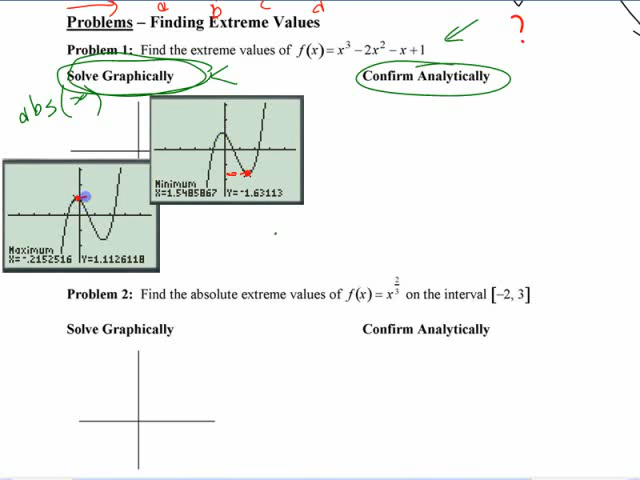 a b c d
Problems – Finding Extreme Values
?
Problem 1: Find the extreme values of f(x) = x³ − 2x² − x + 1
Solve Graphically
Confirm Analytically
abs(x)
Minimum
X=1.5485867 Y=-1.63113
Maximum
X=-.2152516 Y=1.1126118
Problem 2: Find the absolute extreme values of f(x) = x^(2/3) on the interval [−2, 3]
Solve Graphically
Confirm Analytically